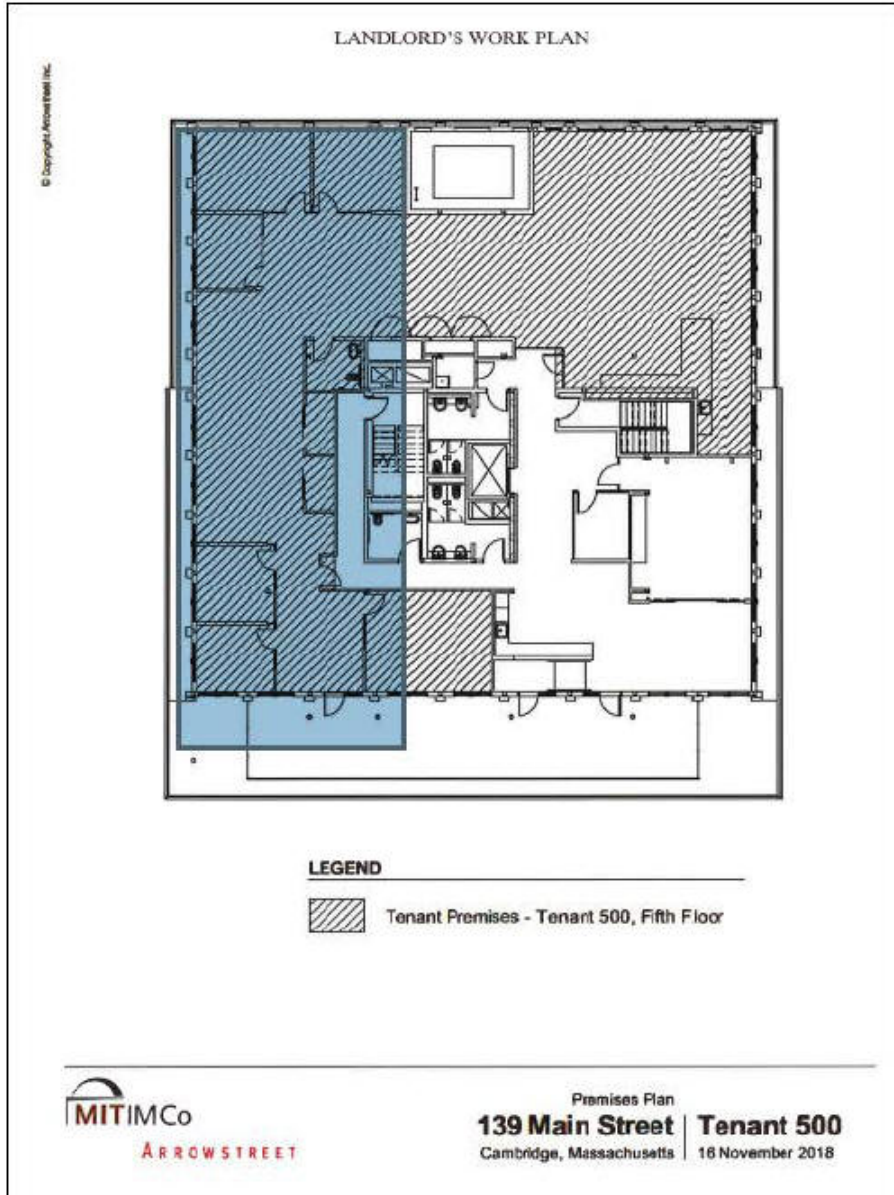 LANDLORD'S WORK PLAN
© Copyright Arrowstreet Inc.
LEGEND
Tenant Premises - Tenant 500, Fifth Floor
MITIMCo
ARROWSTREET
Premises Plan
139 Main Street | Tenant 500
Cambridge, Massachusetts | 16 November 2018